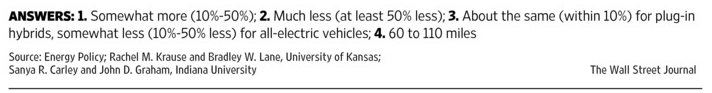 ANSWERS: 1. Somewhat more (10%-50%); 2. Much less (at least 50% less); 3. About the same (within 10%) for plug-in
hybrids, somewhat less (10%-50% less) for all-electric vehicles; 4. 60 to 110 miles
Source: Energy Policy; Rachel M. Krause and Bradley W. Lane, University of Kansas;
Sanya R. Carley and John D. Graham, Indiana University
The Wall Street Journal